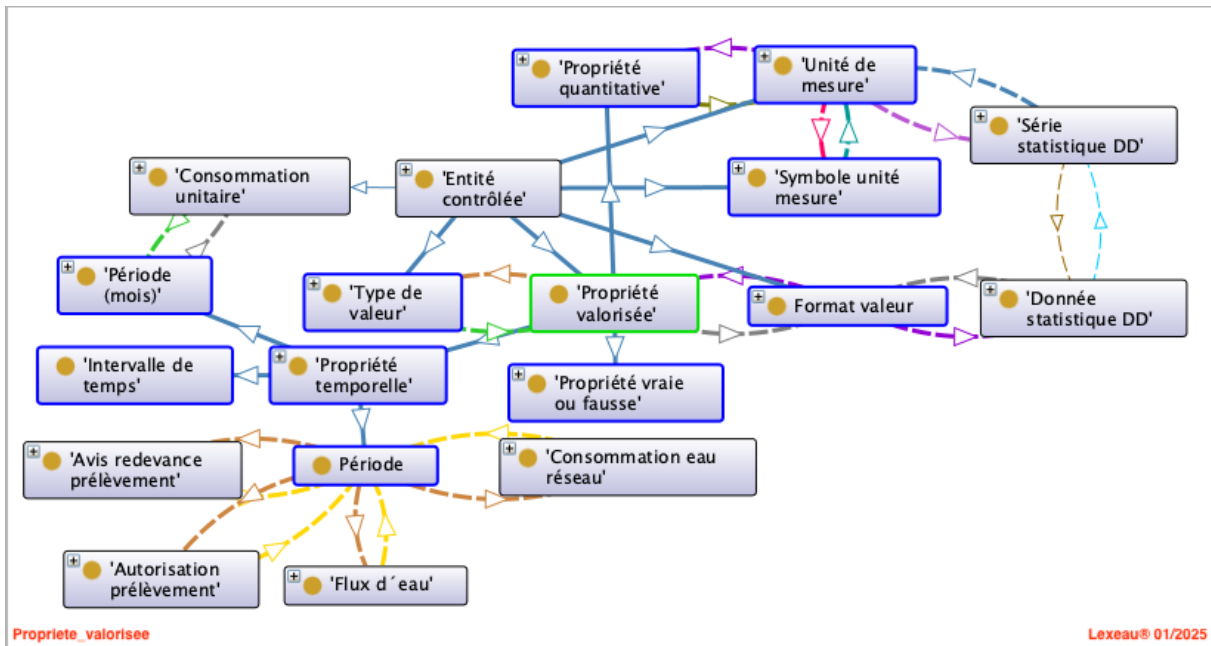 'Propriété
quantitative'
'Unité de
mesure'
'Série
statistique DD'
'Consommation
unitaire'
'Entité
contrôlée'
'Symbole unité
mesure'
'Période
(mois)'
'Type de
valeur'
'Propriété
valorisée'
Format valeur
'Donnée
statistique DD'
'Intervalle de
temps'
'Propriété
temporelle'
'Propriété vraie
ou fausse'
'Avis redevance
prélèvement'
Période
'Consommation eau
réseau'
'Autorisation
prélèvement'
'Flux d´eau'
Propriete_valorisee
Lexeau® 01/2025